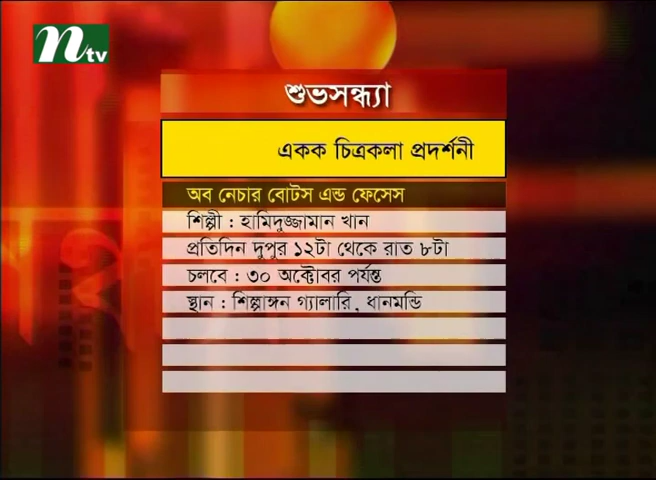 ntv
শুভসন্ধ্যা
একক চিত্রকলা প্রদর্শনী
অব নেচার বোটস এন্ড ফেসেস
শিল্পী : হামিদুজ্জামান খান
প্রতিদিন দুপুর ১২টা থেকে রাত ৮টা
চলবে : ৩০ অক্টোবর পর্যন্ত
স্থান : শিল্পাঙ্গন গ্যালারি, ধানমন্ডি